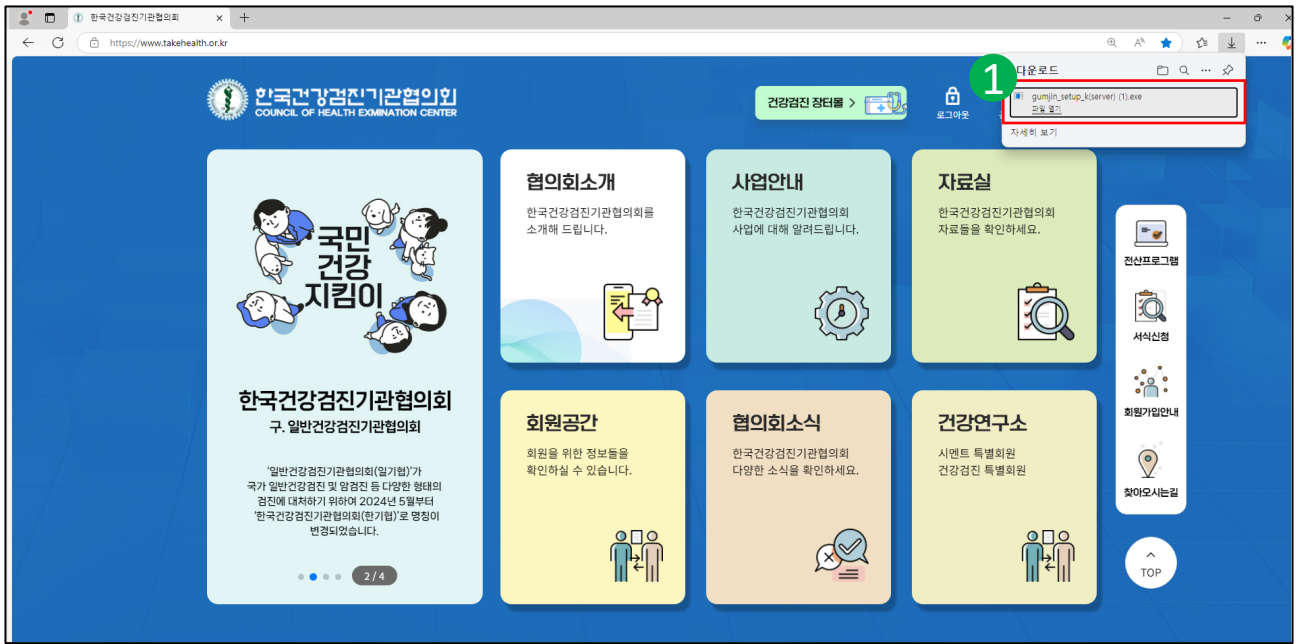 한국건강검진기관협의회
https://www.takehealth.or.kr
1
다운로드
gumjin_setup_k(server) (1).exe
파일 열기
자세히 보기
한국건강검진기관협의회
COUNCIL OF HEALTH EXMINATION CENTER
건강검진 장터몰 >
로그아웃
국민
건강
지킴이
한국건강검진기관협의회
구. 일반건강검진기관협의회
'일반건강검진기관협의회(일기협)'가
국가 일반건강검진 및 암검진 등 다양한 형태의
검진에 대처하기 위하여 2024년 5월부터
'한국건강검진기관협의회(한기협)'로 명칭이
변경되었습니다.
2/4
협의회소개
한국건강검진기관협의회를
소개해 드립니다.
사업안내
한국건강검진기관협의회
사업에 대해 알려드립니다.
자료실
한국건강검진기관협의회
자료들을 확인하세요.
회원공간
회원을 위한 정보들을
확인하실 수 있습니다.
협의회소식
한국건강검진기관협의회
다양한 소식을 확인하세요.
건강연구소
시멘트 특별회원
건강검진 특별회원
전산프로그램
서식신청
회원가입안내
찾아오시는길
TOP